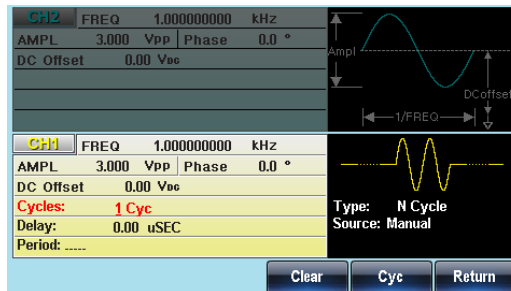 CH2 FREQ 1.000000000 kHz
AMPL 3.000 Vpp Phase 0.0 °
DC Offset 0.00 VDC
Ampl
DCoffset
1/FREQ
CH1 FREQ 1.000000000 kHz
AMPL 3.000 Vpp Phase 0.0 °
DC Offset 0.00 VDC
Cycles: 1 Cyc
Delay: 0.00 uSEC
Period: -----
Type: N Cycle
Source: Manual
Clear Cyc Return